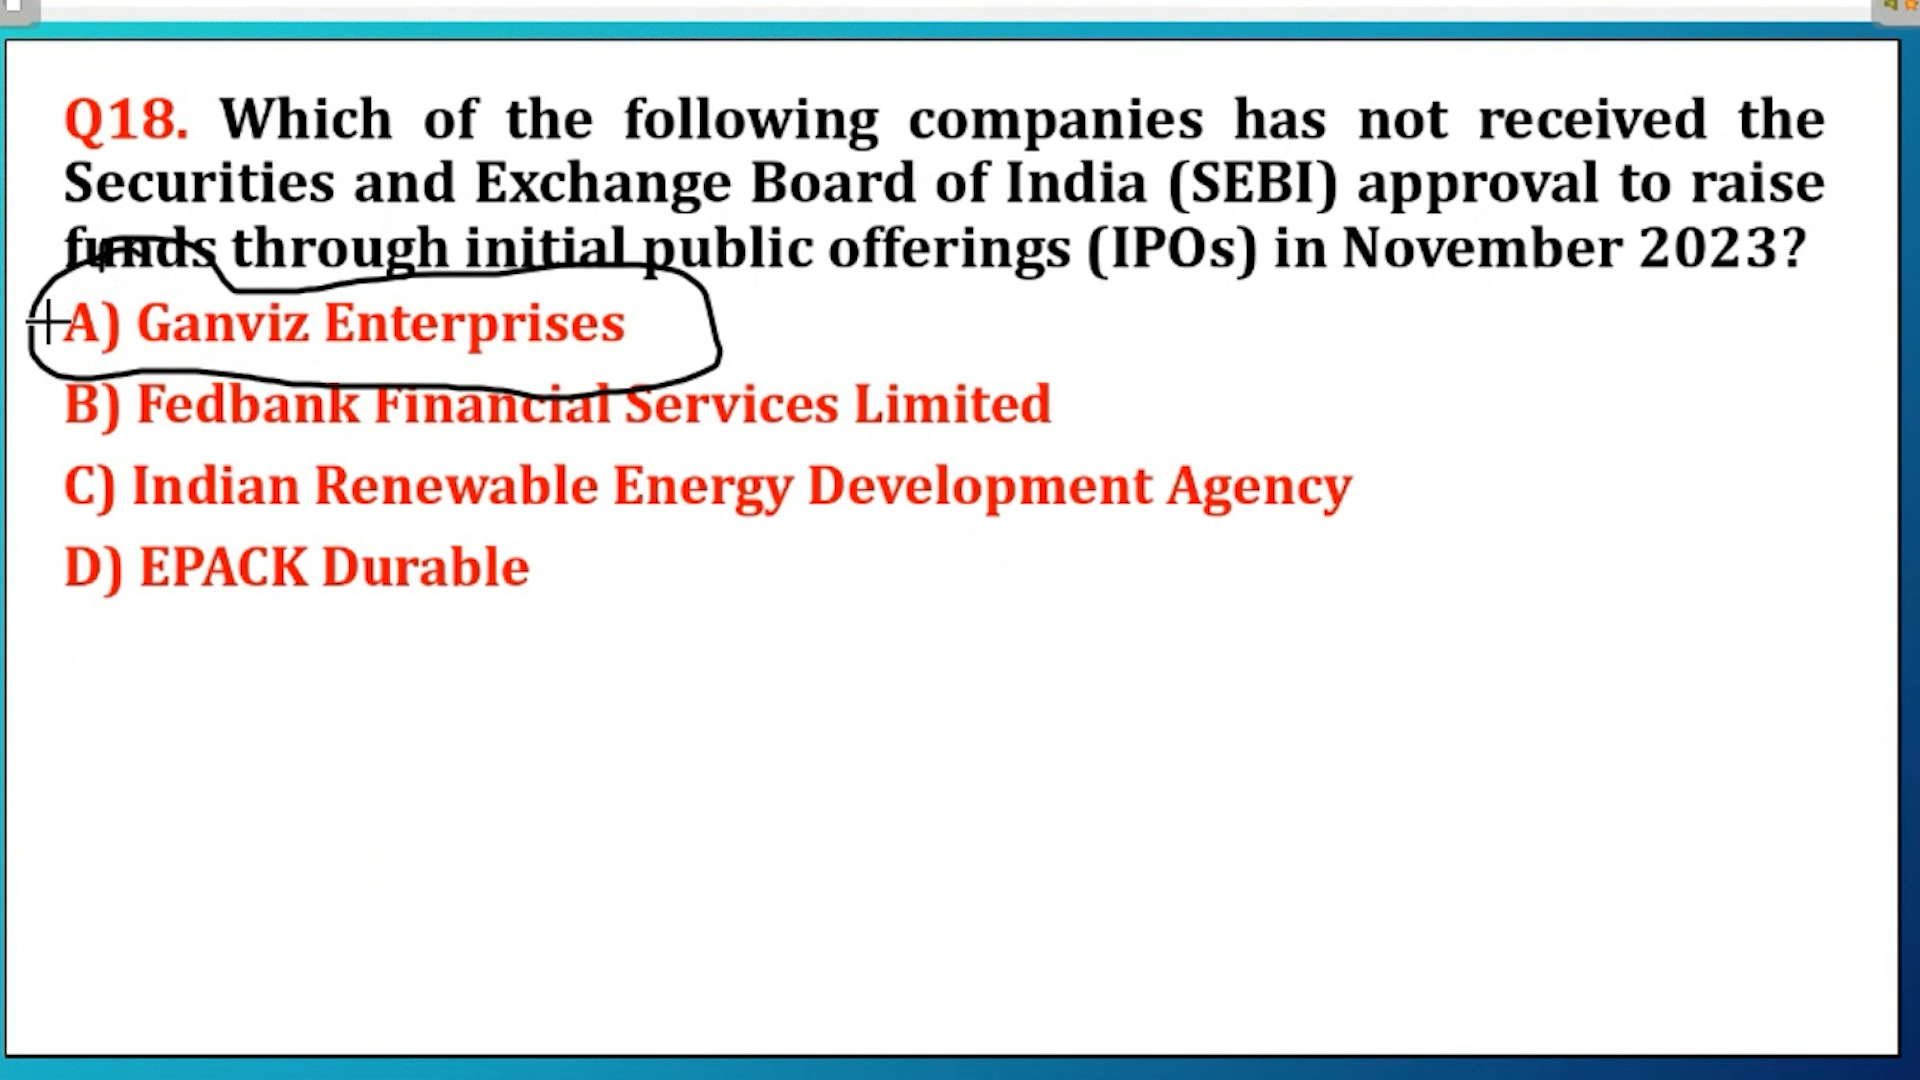 Q18. Which of the following companies has not received the
Securities and Exchange Board of India (SEBI) approval to raise
funds through initial public offerings (IPOs) in November 2023?
A) Ganviz Enterprises
B) Fedbank Financial Services Limited
C) Indian Renewable Energy Development Agency
D) EPACK Durable